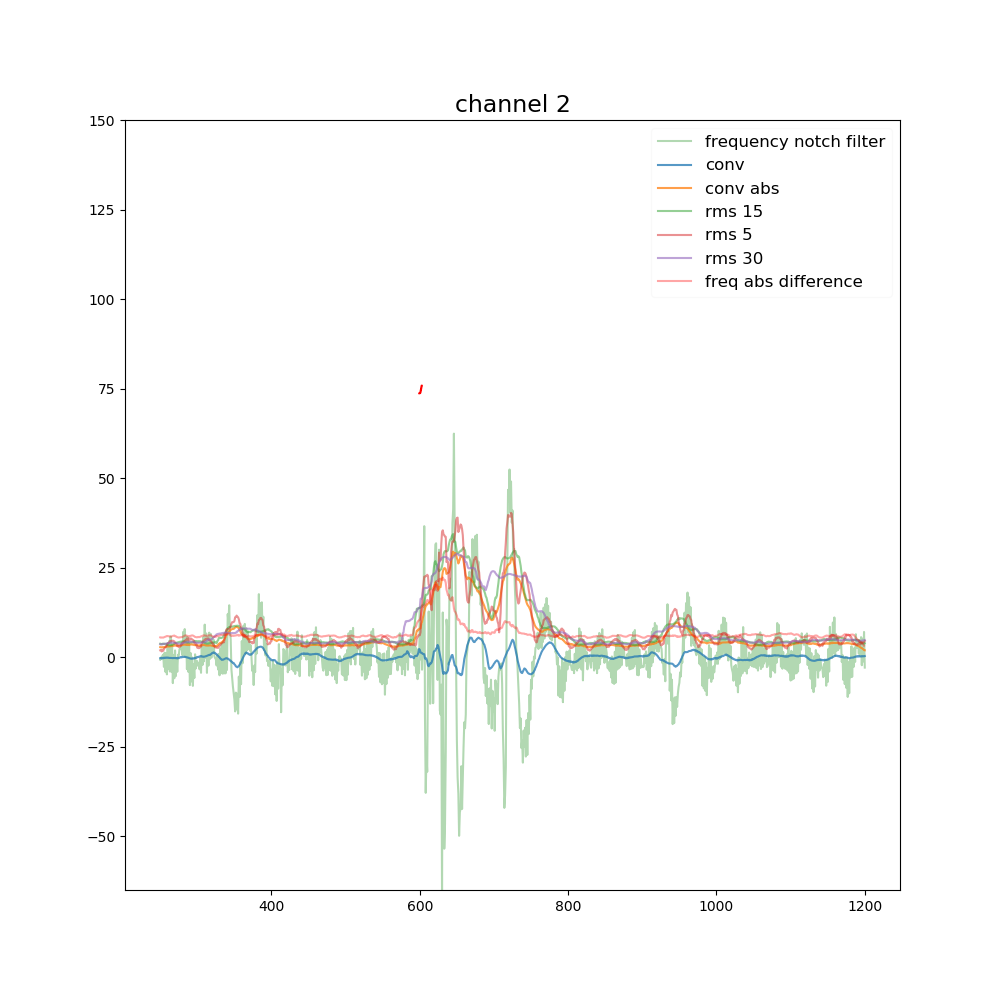 channel 2
150
125
100
75
50
25
0
−25
−50
400
600
800
1000
1200
frequency notch filter
conv
conv abs
rms 15
rms 5
rms 30
freq abs difference